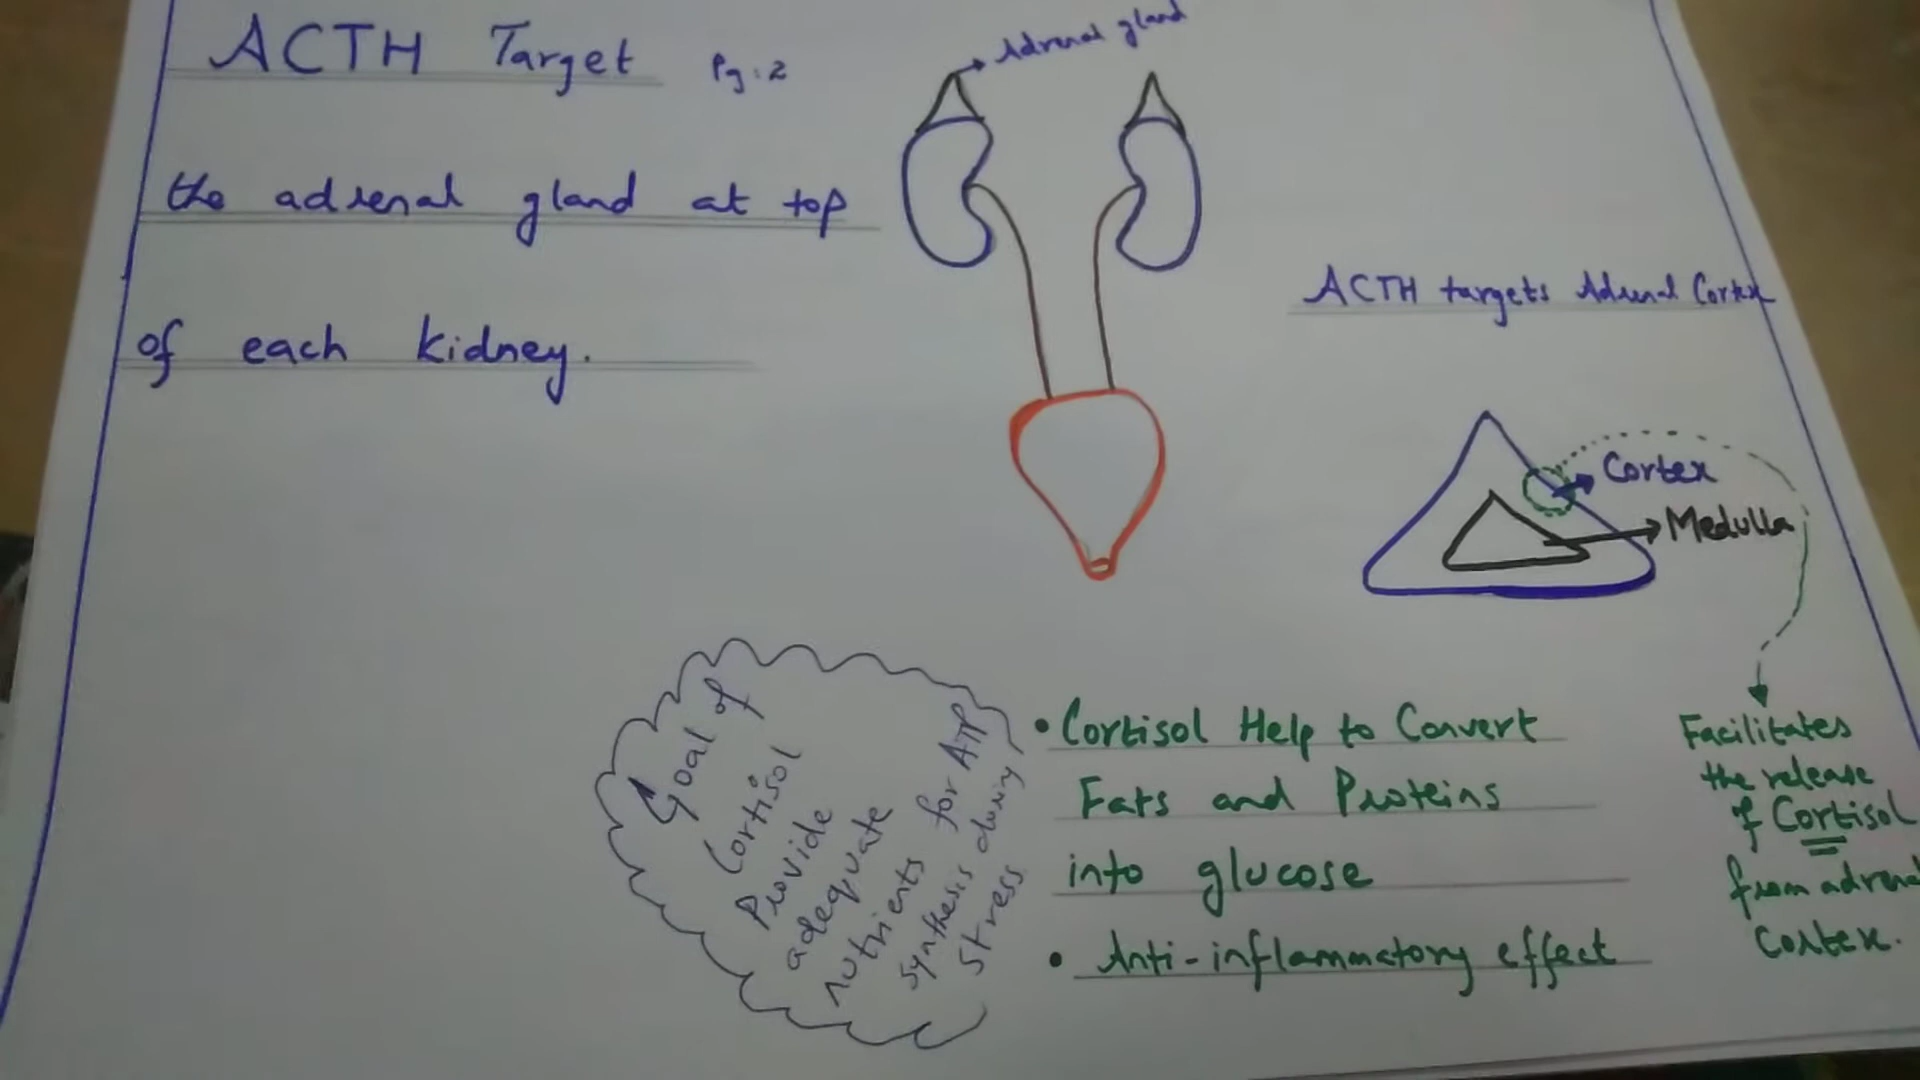 ACTH Target Pg:2
the adrenal gland at top
of each kidney.
Adrenal gland
ACTH targets Adrenal Cortex
Cortex
Medulla
Facilitates
the release
of Cortisol
from adrenal
Cortex.
Goal of
Cortisol
Provide
adequate
nutrients for ATP
synthesis during
stress.
• Cortisol Help to Convert
Fats and Proteins
into glucose
• Anti-inflammatory effect